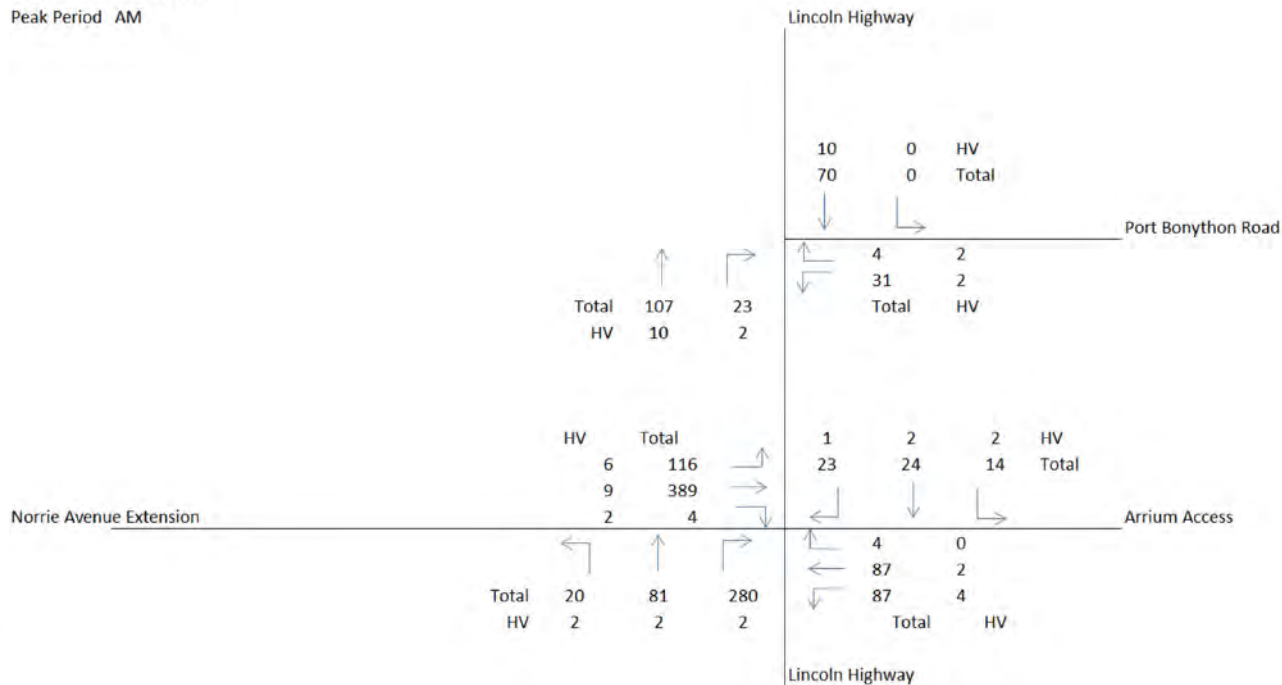 Peak Period AM
Lincoln Highway
10 0 HV
70 0 Total
Port Bonython Road
4 2
31 2
Total 107 23
Total HV
HV 10 2
HV Total
1 2 2 HV
6 116
23 24 14 Total
9 389
Norrie Avenue Extension
2 4
Arrium Access
4 0
87 2
Total 20 81 280
87 4
HV 2 2 2
Total HV
Lincoln Highway